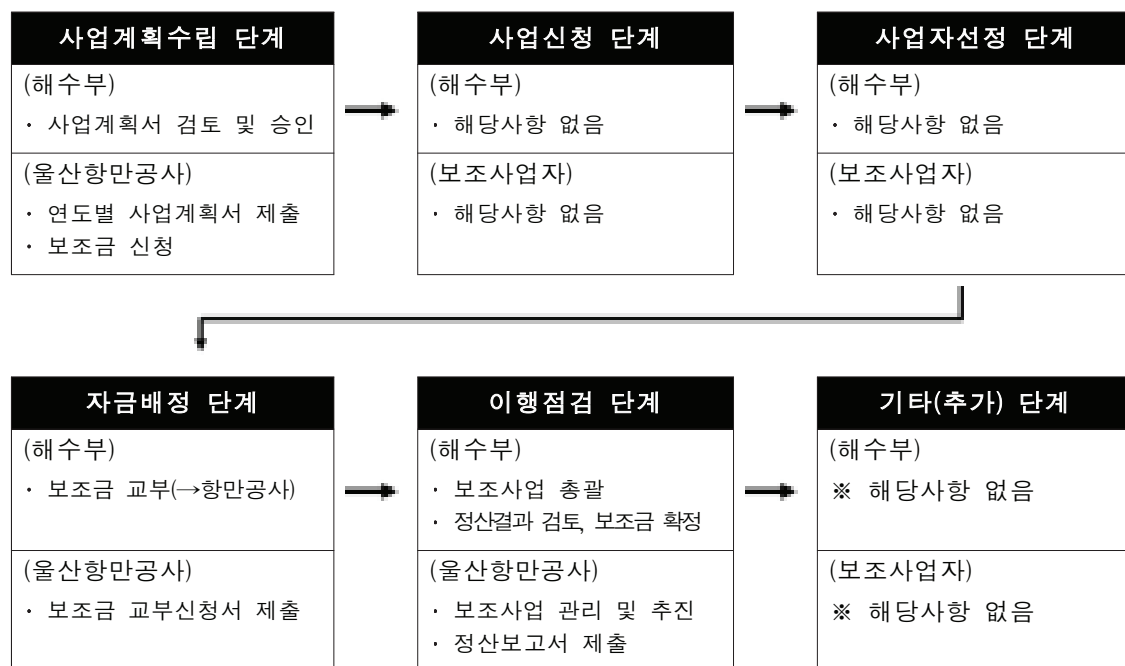 사업계획수립 단계
(해수부)
· 사업계획서 검토 및 승인
(울산항만공사)
· 연도별 사업계획서 제출
· 보조금 신청
사업신청 단계
(해수부)
· 해당사항 없음
(보조사업자)
· 해당사항 없음
사업자선정 단계
(해수부)
· 해당사항 없음
(보조사업자)
· 해당사항 없음
자금배정 단계
(해수부)
· 보조금 교부(→항만공사)
(울산항만공사)
· 보조금 교부신청서 제출
이행점검 단계
(해수부)
· 보조사업 총괄
· 정산결과 검토, 보조금 확정
(울산항만공사)
· 보조사업 관리 및 추진
· 정산보고서 제출
기타(추가) 단계
(해수부)
※ 해당사항 없음
(보조사업자)
※ 해당사항 없음